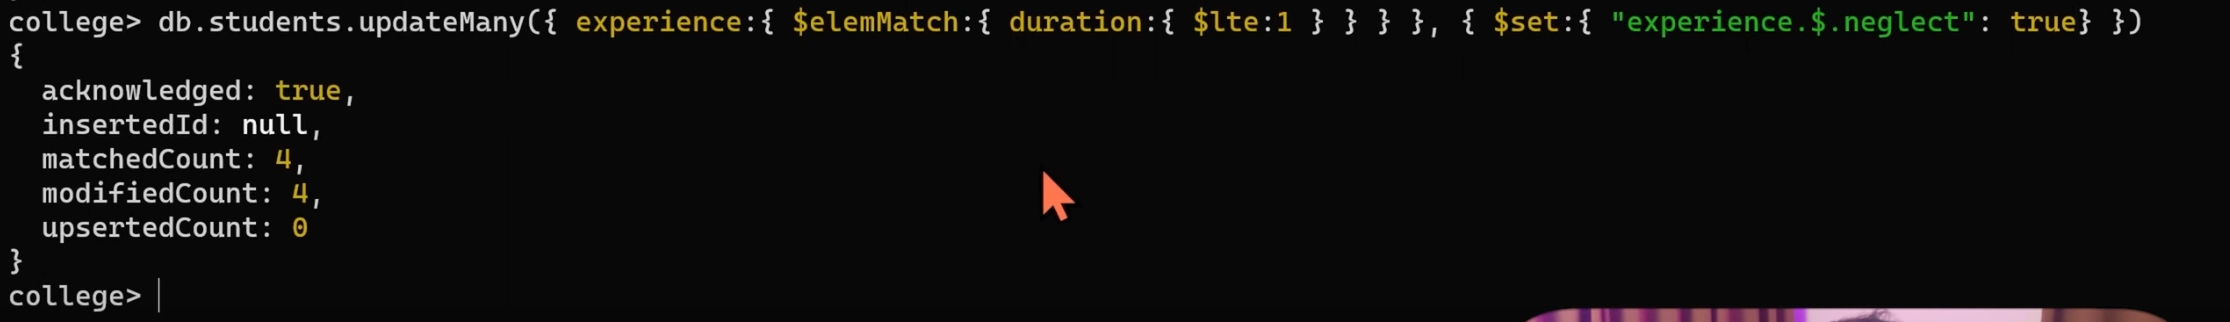 college> db.students.updateMany({ experience:{ $elemMatch:{ duration:{ $lte:1 } } } }, { $set:{ "experience.$.neglect": true} })
{
  acknowledged: true,
  insertedId: null,
  matchedCount: 4,
  modifiedCount: 4,
  upsertedCount: 0
}
college>